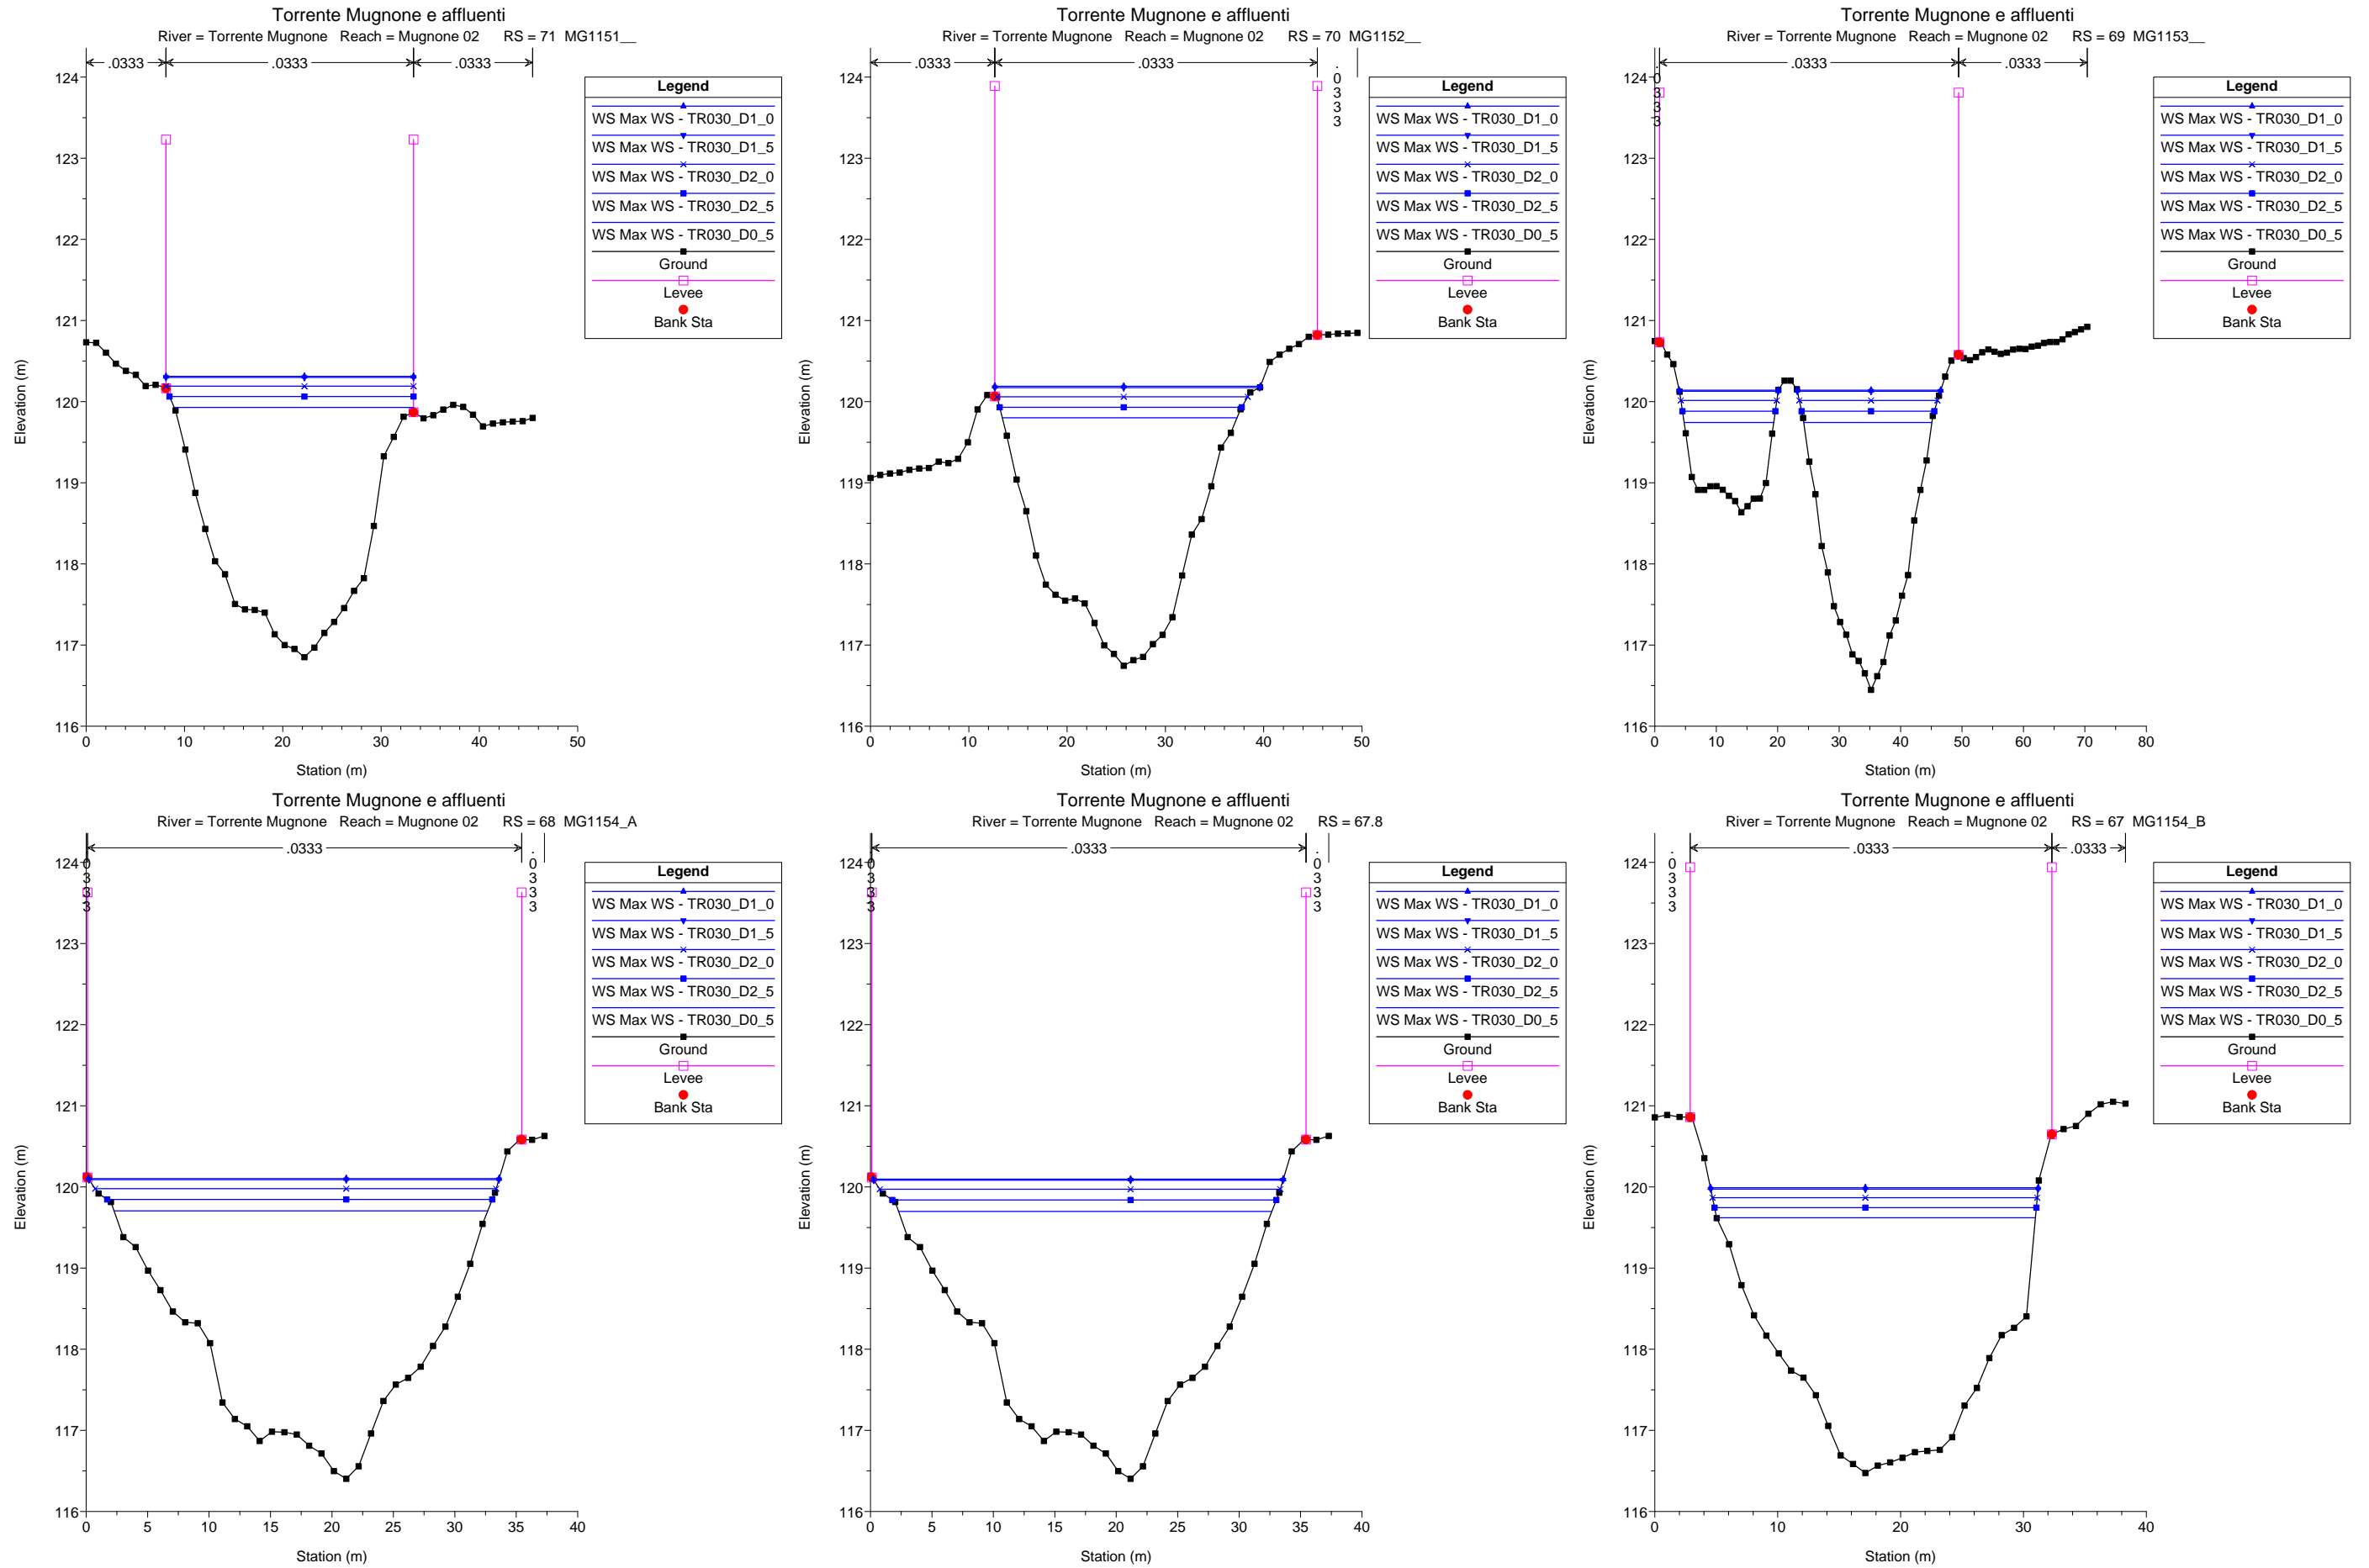 Torrente Mugnone e affluenti
River = Torrente Mugnone Reach = Mugnone 02 RS = 71 MG1151__
.0333 .0333 .0333
124
123
122
121
120
119
118
117
116
Elevation (m)
0 10 20 30 40 50
Station (m)
Legend
WS Max WS - TR030_D1_0
WS Max WS - TR030_D1_5
WS Max WS - TR030_D2_0
WS Max WS - TR030_D2_5
WS Max WS - TR030_D0_5
Ground
Levee
Bank Sta
Torrente Mugnone e affluenti
River = Torrente Mugnone Reach = Mugnone 02 RS = 70 MG1152__
.0333 .0333 .0333
124
123
122
121
120
119
118
117
116
Elevation (m)
0 10 20 30 40 50
Station (m)
Legend
WS Max WS - TR030_D1_0
WS Max WS - TR030_D1_5
WS Max WS - TR030_D2_0
WS Max WS - TR030_D2_5
WS Max WS - TR030_D0_5
Ground
Levee
Bank Sta
Torrente Mugnone e affluenti
River = Torrente Mugnone Reach = Mugnone 02 RS = 69 MG1153__
.0333 .0333 .0333
124
123
122
121
120
119
118
117
116
Elevation (m)
0 10 20 30 40 50 60 70 80
Station (m)
Legend
WS Max WS - TR030_D1_0
WS Max WS - TR030_D1_5
WS Max WS - TR030_D2_0
WS Max WS - TR030_D2_5
WS Max WS - TR030_D0_5
Ground
Levee
Bank Sta
Torrente Mugnone e affluenti
River = Torrente Mugnone Reach = Mugnone 02 RS = 68 MG1154_A
.0333 .0333 .0333
124
123
122
121
120
119
118
117
116
Elevation (m)
0 5 10 15 20 25 30 35 40
Station (m)
Legend
WS Max WS - TR030_D1_0
WS Max WS - TR030_D1_5
WS Max WS - TR030_D2_0
WS Max WS - TR030_D2_5
WS Max WS - TR030_D0_5
Ground
Levee
Bank Sta
Torrente Mugnone e affluenti
River = Torrente Mugnone Reach = Mugnone 02 RS = 67.8
.0333 .0333 .0333
124
123
122
121
120
119
118
117
116
Elevation (m)
0 5 10 15 20 25 30 35 40
Station (m)
Legend
WS Max WS - TR030_D1_0
WS Max WS - TR030_D1_5
WS Max WS - TR030_D2_0
WS Max WS - TR030_D2_5
WS Max WS - TR030_D0_5
Ground
Levee
Bank Sta
Torrente Mugnone e affluenti
River = Torrente Mugnone Reach = Mugnone 02 RS = 67 MG1154_B
.0333 .0333 .0333
124
123
122
121
120
119
118
117
116
Elevation (m)
0 10 20 30 40
Station (m)
Legend
WS Max WS - TR030_D1_0
WS Max WS - TR030_D1_5
WS Max WS - TR030_D2_0
WS Max WS - TR030_D2_5
WS Max WS - TR030_D0_5
Ground
Levee
Bank Sta